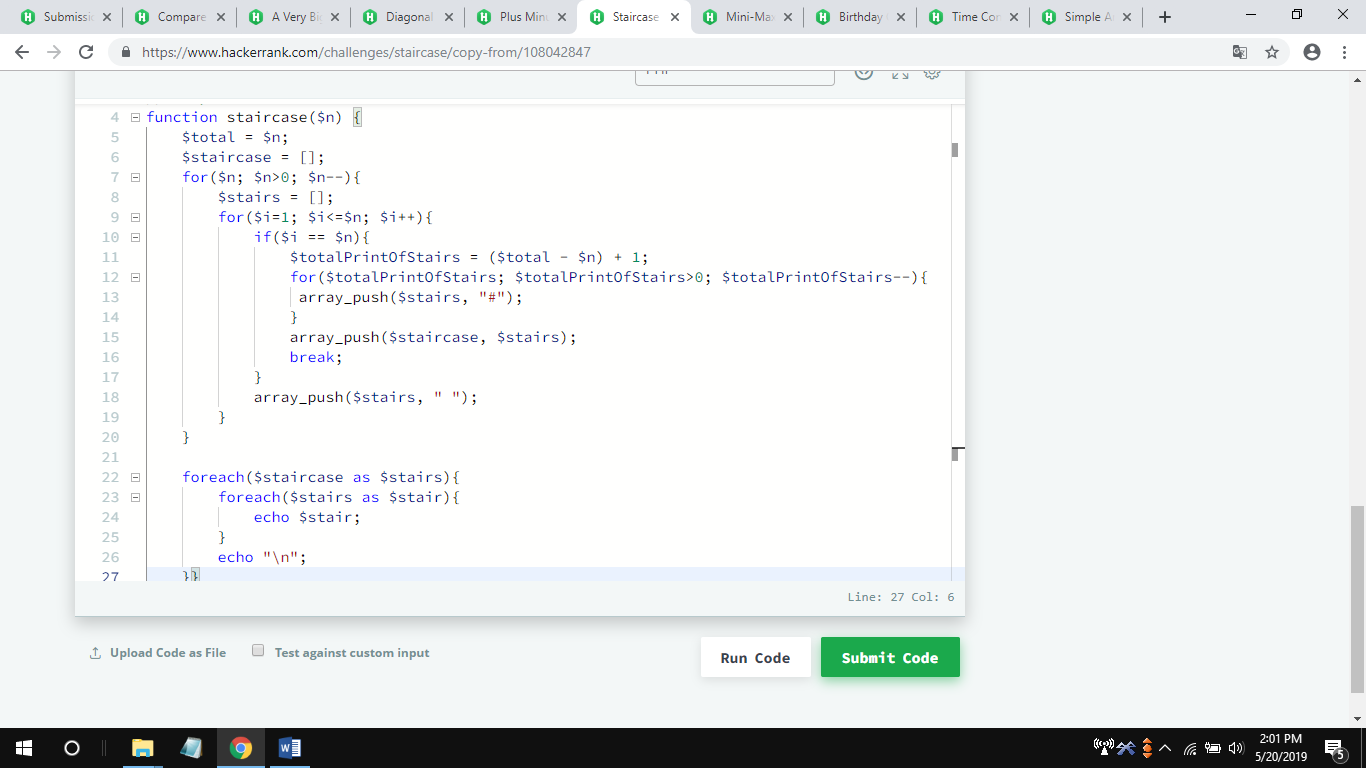 Submissi
Compare
A Very Bi
Diagonal
Plus Minu
Staircase
Mini-Max
Birthday
Time Con
Simple A
https://www.hackerrank.com/challenges/staircase/copy-from/108042847
4 function staircase($n) {
5 $total = $n;
6 $staircase = [];
7 for($n; $n>0; $n--){
8 $stairs = [];
9 for($i=1; $i<=$n; $i++){
10 if($i == $n){
11 $totalPrintOfStairs = ($total - $n) + 1;
12 for($totalPrintOfStairs; $totalPrintOfStairs>0; $totalPrintOfStairs--){
13 array_push($stairs, "#");
14 }
15 array_push($staircase, $stairs);
16 break;
17 }
18 array_push($stairs, " ");
19 }
20 }
21
22 foreach($staircase as $stairs){
23 foreach($stairs as $stair){
24 echo $stair;
25 }
26 echo "\n";
27 }}
Line: 27 Col: 6
Upload Code as File
Test against custom input
Run Code
Submit Code
2:01 PM
5/20/2019
5